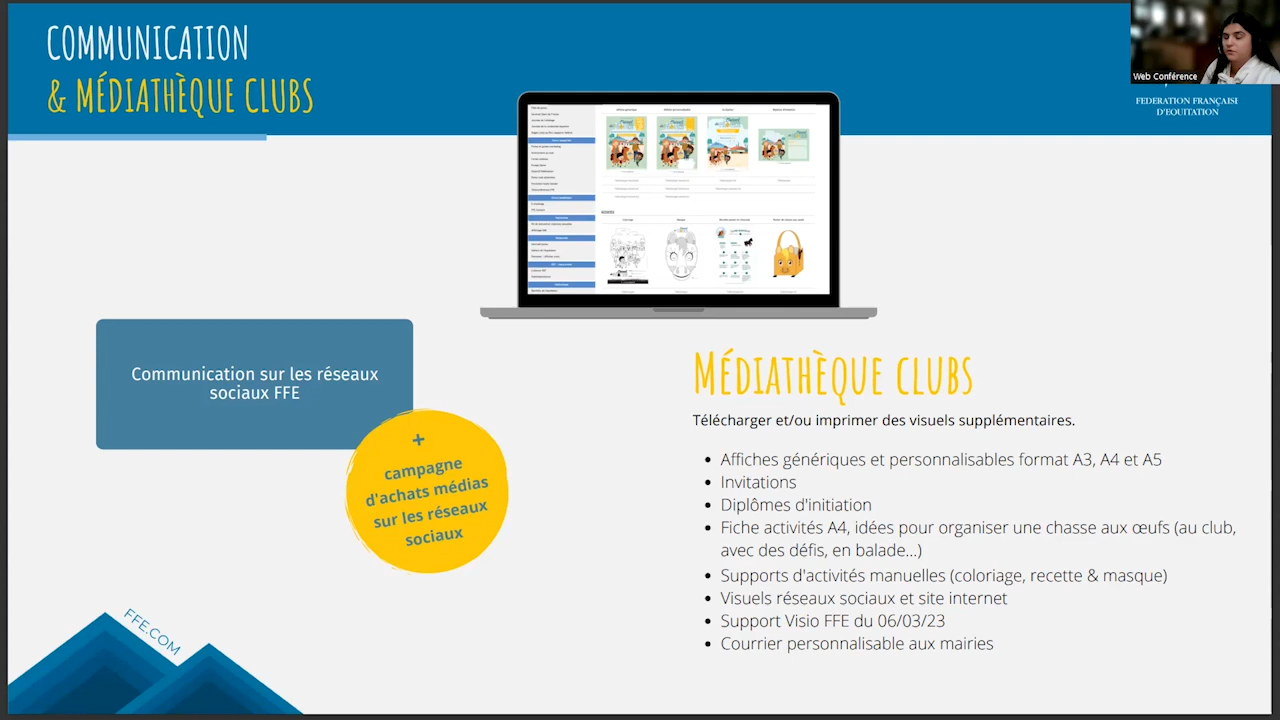 COMMUNICATION
& MÉDIATHÈQUE CLUBS
Web Conférence
FEDERATION FRANÇAISE
D'EQUITATION
Communication sur les réseaux
sociaux FFE
+
campagne
d'achats médias
sur les réseaux
sociaux
MÉDIATHÈQUE CLUBS
Télécharger et/ou imprimer des visuels supplémentaires.
• Affiches génériques et personnalisables format A3, A4 et A5
• Invitations
• Diplômes d'initiation
• Fiche activités A4, idées pour organiser une chasse aux œufs (au club,
avec des défis, en balade...)
• Supports d'activités manuelles (coloriage, recette & masque)
• Visuels réseaux sociaux et site internet
• Support Visio FFE du 06/03/23
• Courrier personnalisable aux mairies
FFE.COM